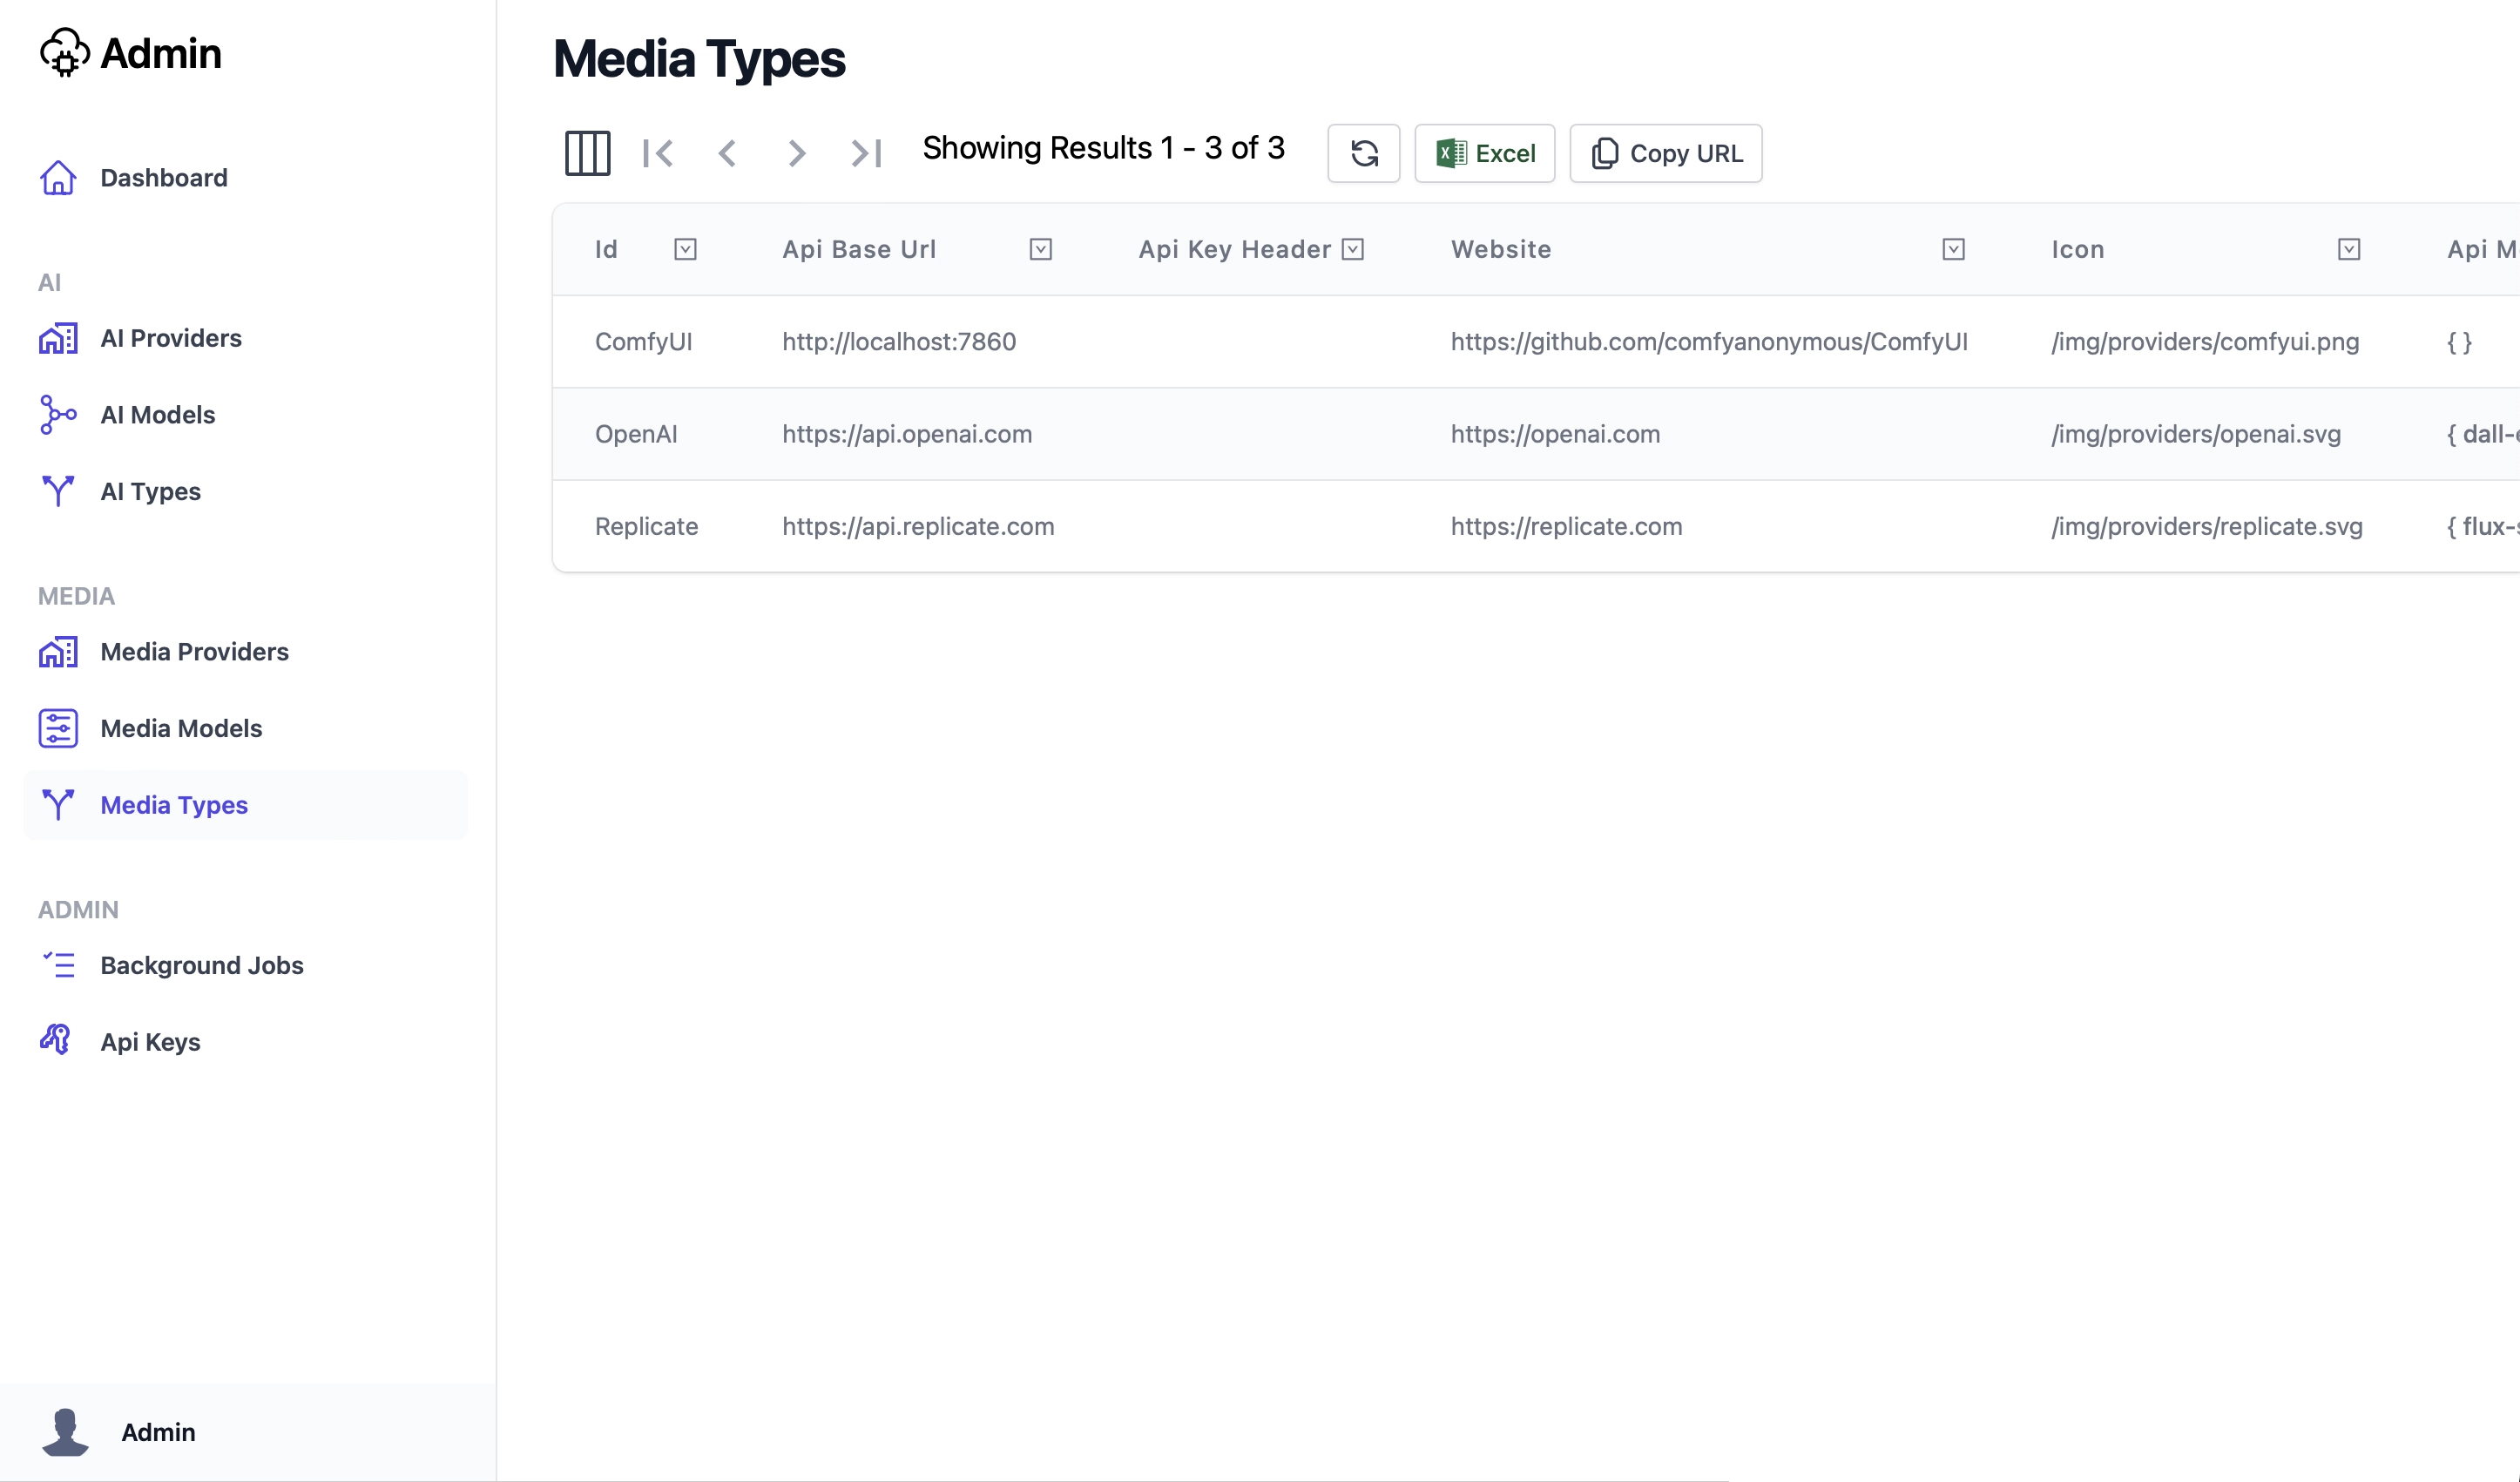 Admin
Dashboard
AI
AI Providers
AI Models
AI Types
MEDIA
Media Providers
Media Models
Media Types
ADMIN
Background Jobs
Api Keys
Admin
Media Types
Showing Results 1 - 3 of 3
Excel
Copy URL
Id Api Base Url Api Key Header Website Icon Api M
ComfyUI http://localhost:7860 https://github.com/comfyanonymous/ComfyUI /img/providers/comfyui.png { }
OpenAI https://api.openai.com https://openai.com /img/providers/openai.svg { dall-
Replicate https://api.replicate.com https://replicate.com /img/providers/replicate.svg { flux-